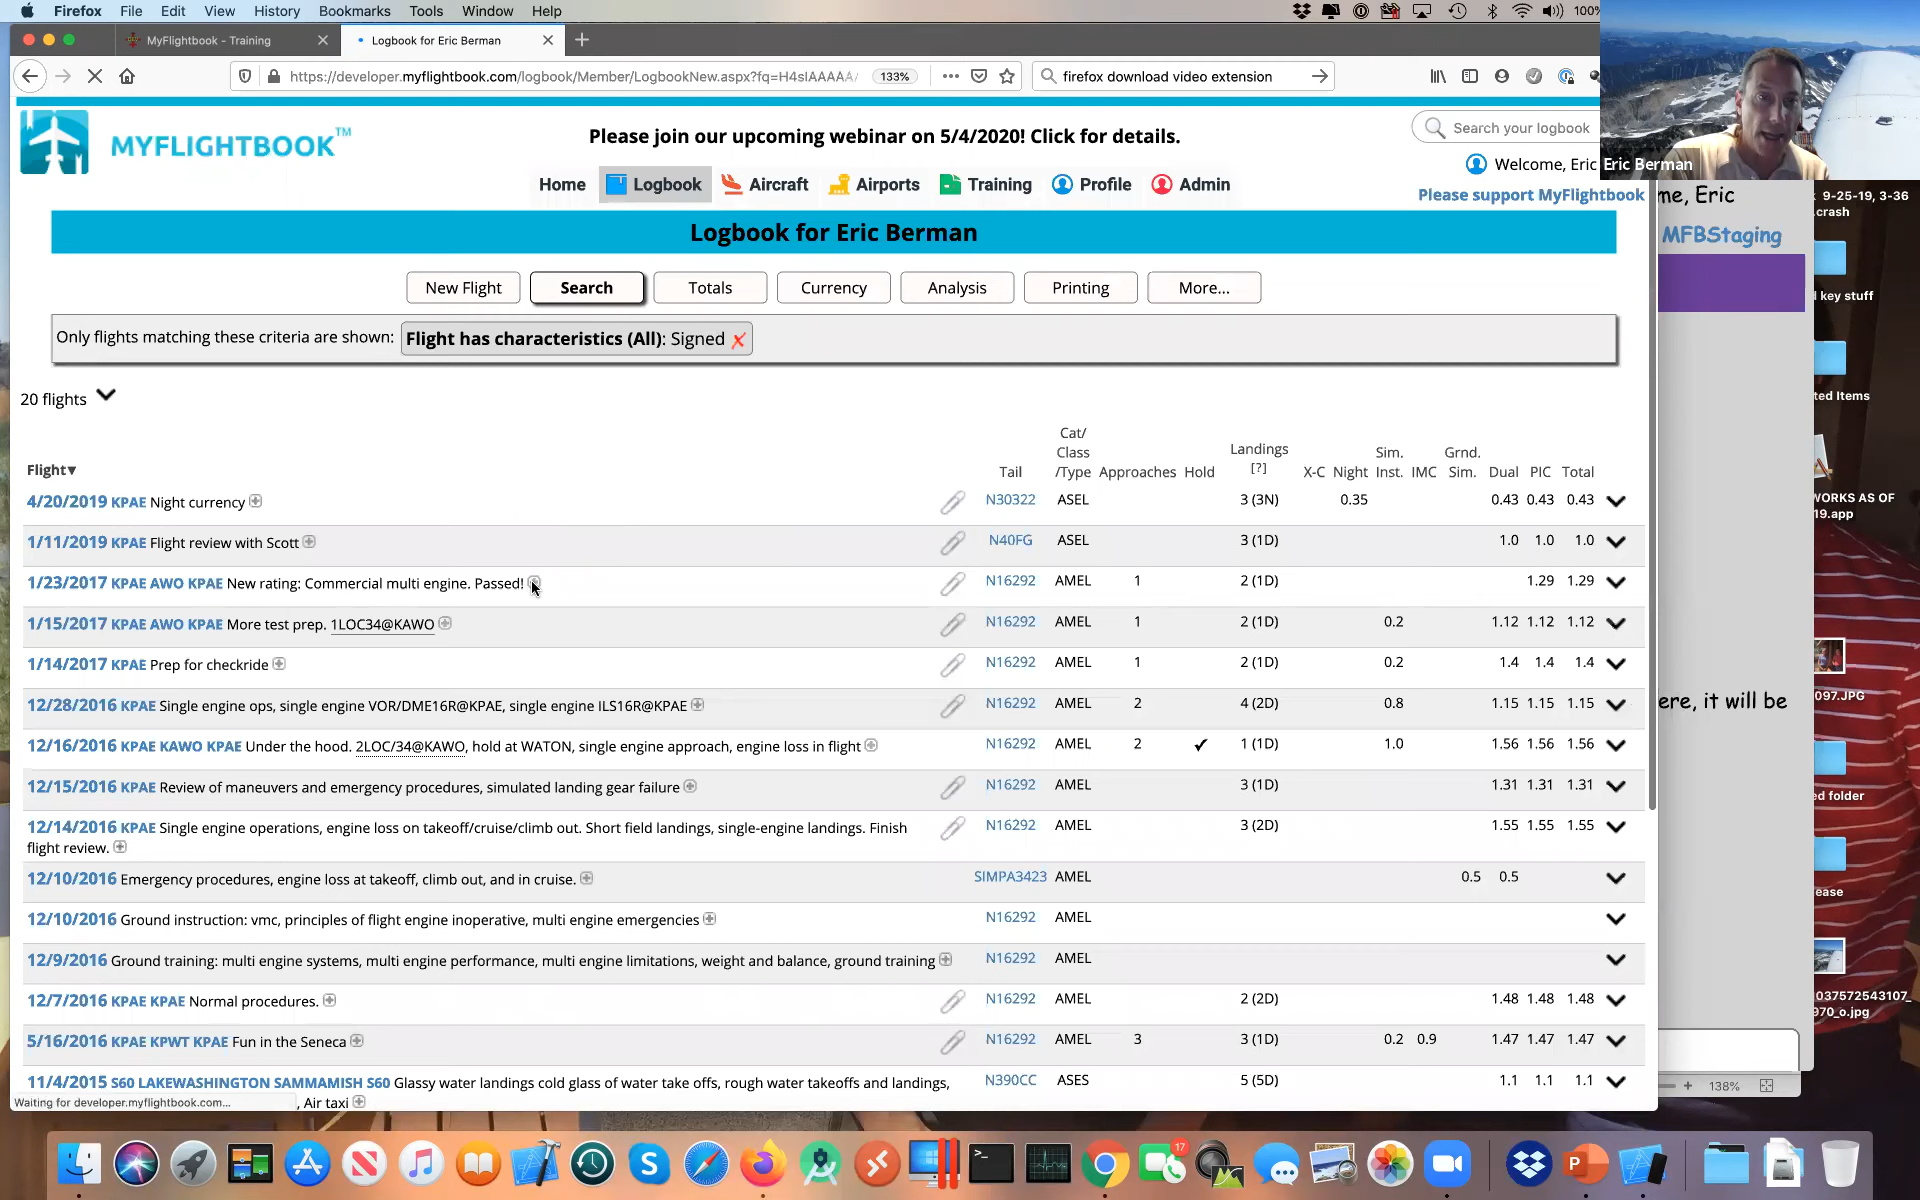 Firefox File Edit View History Bookmarks Tools Window Help 100%
MyFlightbook - Training Logbook for Eric Berman
https://developer.myflightbook.com/logbook/Member/LogbookNew.aspx?fq=H4sIAAAAA 133% firefox download video extension
MYFLIGHTBOOK™
Please join our upcoming webinar on 5/4/2020! Click for details.
Search your logbook
Welcome, Eric
Eric Berman
Home Logbook Aircraft Airports Training Profile Admin
Please support MyFlightbook
me, Eric
9-25-19, 3-36
.crash
MFBStaging
Logbook for Eric Berman
New Flight Search Totals Currency Analysis Printing More...
l key stuff
Only flights matching these criteria are shown: Flight has characteristics (All): Signed
20 flights
ted Items
Flight▾ Tail Cat/ Class /Type Approaches Hold Landings [?] X-C Night Sim. Inst. IMC Grnd. Sim. Dual PIC Total
4/20/2019 KPAE Night currency N30322 ASEL 3 (3N) 0.35 0.43 0.43 0.43
WORKS AS OF
19.app
1/11/2019 KPAE Flight review with Scott N40FG ASEL 3 (1D) 1.0 1.0 1.0
1/23/2017 KPAE AWO KPAE New rating: Commercial multi engine. Passed! N16292 AMEL 1 2 (1D) 1.29 1.29
1/15/2017 KPAE AWO KPAE More test prep. 1LOC34@KAWO N16292 AMEL 1 2 (1D) 0.2 1.12 1.12 1.12
1/14/2017 KPAE Prep for checkride N16292 AMEL 1 2 (1D) 0.2 1.4 1.4 1.4
097.JPG
ere, it will be
12/28/2016 KPAE Single engine ops, single engine VOR/DME16R@KPAE, single engine ILS16R@KPAE N16292 AMEL 2 4 (2D) 0.8 1.15 1.15 1.15
12/16/2016 KPAE KAWO KPAE Under the hood. 2LOC/34@KAWO, hold at WATON, single engine approach, engine loss in flight N16292 AMEL 2 ✔ 1 (1D) 1.0 1.56 1.56 1.56
12/15/2016 KPAE Review of maneuvers and emergency procedures, simulated landing gear failure N16292 AMEL 3 (1D) 1.31 1.31 1.31
ed folder
12/14/2016 KPAE Single engine operations, engine loss on takeoff/cruise/climb out. Short field landings, single-engine landings. Finish N16292 AMEL 3 (2D) 1.55 1.55 1.55
flight review.
12/10/2016 Emergency procedures, engine loss at takeoff, climb out, and in cruise. SIMPA3423 AMEL 0.5 0.5
ease
12/10/2016 Ground instruction: vmc, principles of flight engine inoperative, multi engine emergencies N16292 AMEL
12/9/2016 Ground training: multi engine systems, multi engine performance, multi engine limitations, weight and balance, ground training N16292 AMEL
12/7/2016 KPAE KPAE Normal procedures. N16292 AMEL 2 (2D) 1.48 1.48 1.48
037572543107_
970_o.jpg
5/16/2016 KPAE KPWT KPAE Fun in the Seneca N16292 AMEL 3 3 (1D) 0.2 0.9 1.47 1.47 1.47
11/4/2015 S60 LAKEWASHINGTON SAMMAMISH S60 Glassy water landings cold glass of water take offs, rough water takeoffs and landings, N390CC ASES 5 (5D) 1.1 1.1 1.1
138%
Waiting for developer.myflightbook.com... , Air taxi
17